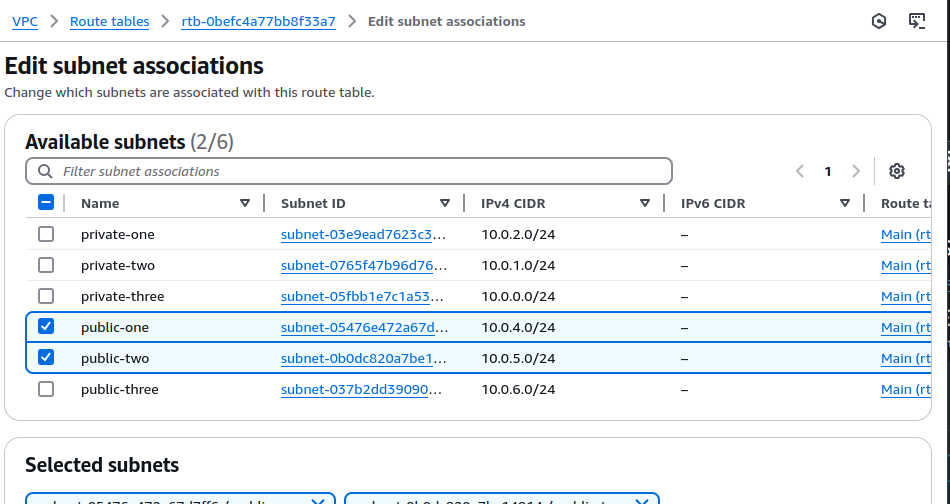 VPC > Route tables > rtb-0befc4a77bb8f33a7 > Edit subnet associations
Edit subnet associations
Change which subnets are associated with this route table.
Available subnets (2/6)
Filter subnet associations
1
Name Subnet ID IPv4 CIDR IPv6 CIDR Route ta
private-one subnet-03e9ead7623c3... 10.0.2.0/24 – Main (rt
private-two subnet-0765f47b96d76... 10.0.1.0/24 – Main (rt
private-three subnet-05fbb1e7c1a53... 10.0.0.0/24 – Main (rt
public-one subnet-05476e472a67d... 10.0.4.0/24 – Main (rt
public-two subnet-0b0dc820a7be1... 10.0.5.0/24 – Main (rt
public-three subnet-037b2dd39090... 10.0.6.0/24 – Main (rt
Selected subnets